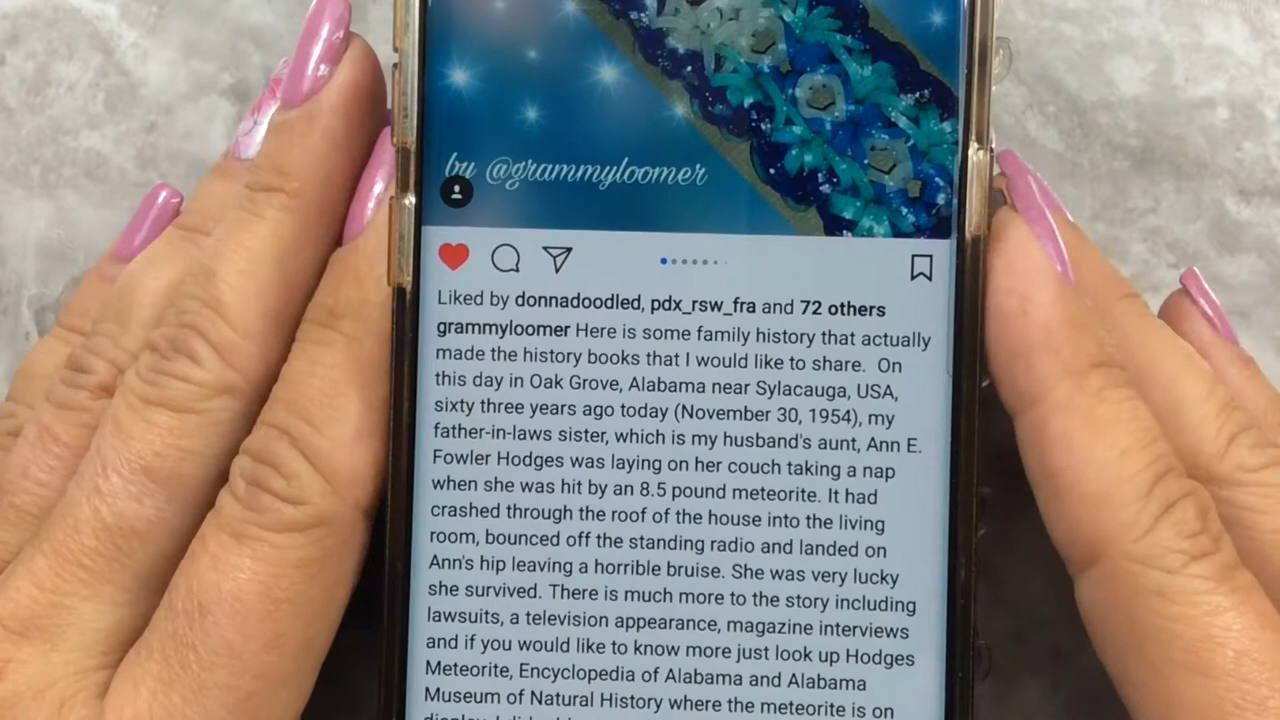 by @grammyloomer
Liked by donnadoodled, pdx_rsw_fra and 72 others
grammyloomer Here is some family history that actually
made the history books that I would like to share. On
this day in Oak Grove, Alabama near Sylacauga, USA,
sixty three years ago today (November 30, 1954), my
father-in-laws sister, which is my husband's aunt, Ann E.
Fowler Hodges was laying on her couch taking a nap
when she was hit by an 8.5 pound meteorite. It had
crashed through the roof of the house into the living
room, bounced off the standing radio and landed on
Ann's hip leaving a horrible bruise. She was very lucky
she survived. There is much more to the story including
lawsuits, a television appearance, magazine interviews
and if you would like to know more just look up Hodges
Meteorite, Encyclopedia of Alabama and Alabama
Museum of Natural History where the meteorite is on